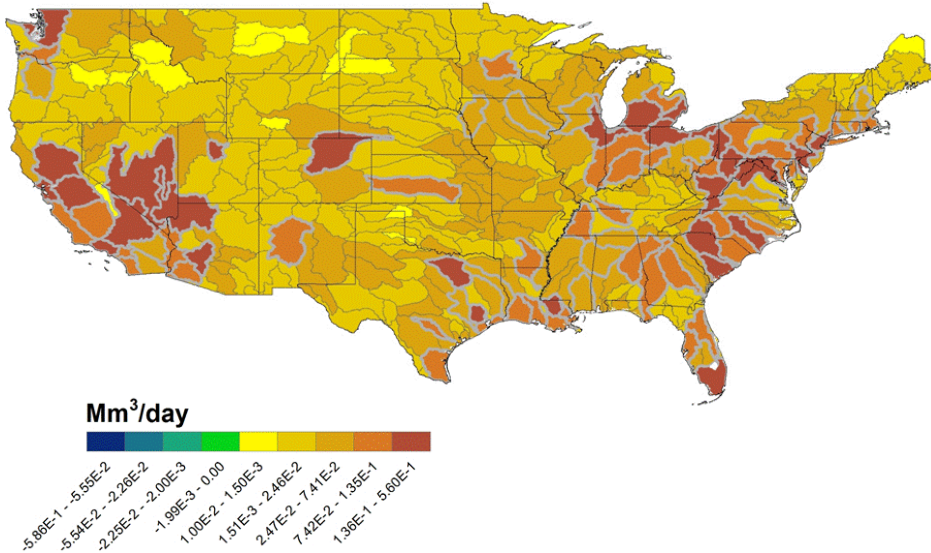 Mm³/day
-5.86E-1 - -5.55E-2
-5.54E-2 - -2.26E-2
-2.25E-2 - -2.00E-3
-1.99E-3 - 0.00
1.00E-2 - 1.50E-3
1.51E-3 - 2.46E-2
2.47E-2 - 7.41E-2
7.42E-2 - 1.35E-1
1.36E-1 - 5.60E-1